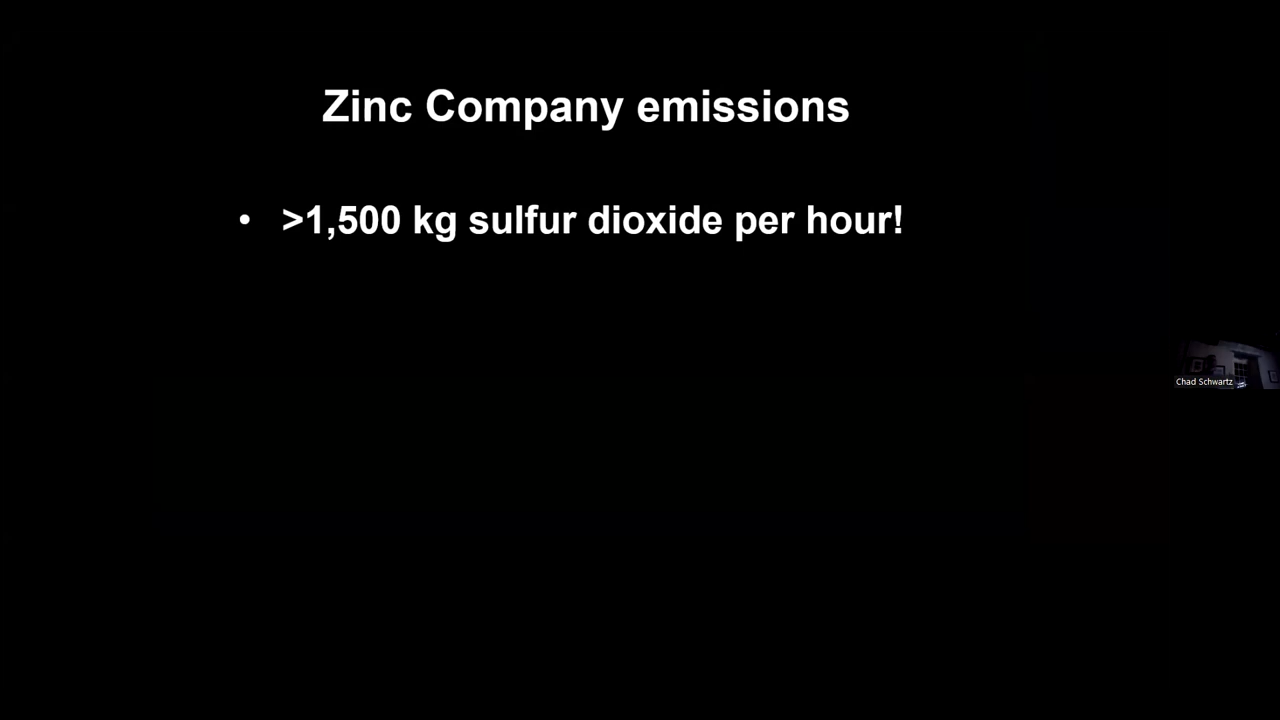 Zinc Company emissions
• >1,500 kg sulfur dioxide per hour!
Chad Schwartz